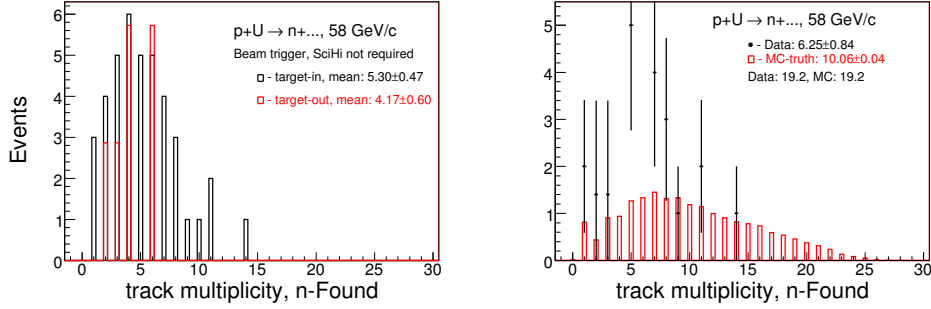 p+U → n+..., 58 GeV/c
Beam trigger, SciHi not required
- target-in, mean: 5.30±0.47
- target-out, mean: 4.17±0.60
Events
6
5
4
3
2
1
0
0 5 10 15 20 25 30
track multiplicity, n-Found
p+U → n+..., 58 GeV/c
- Data: 6.25±0.84
- MC-truth: 10.06±0.04
Data: 19.2, MC: 19.2
5
4
3
2
1
0
0 5 10 15 20 25 30
track multiplicity, n-Found